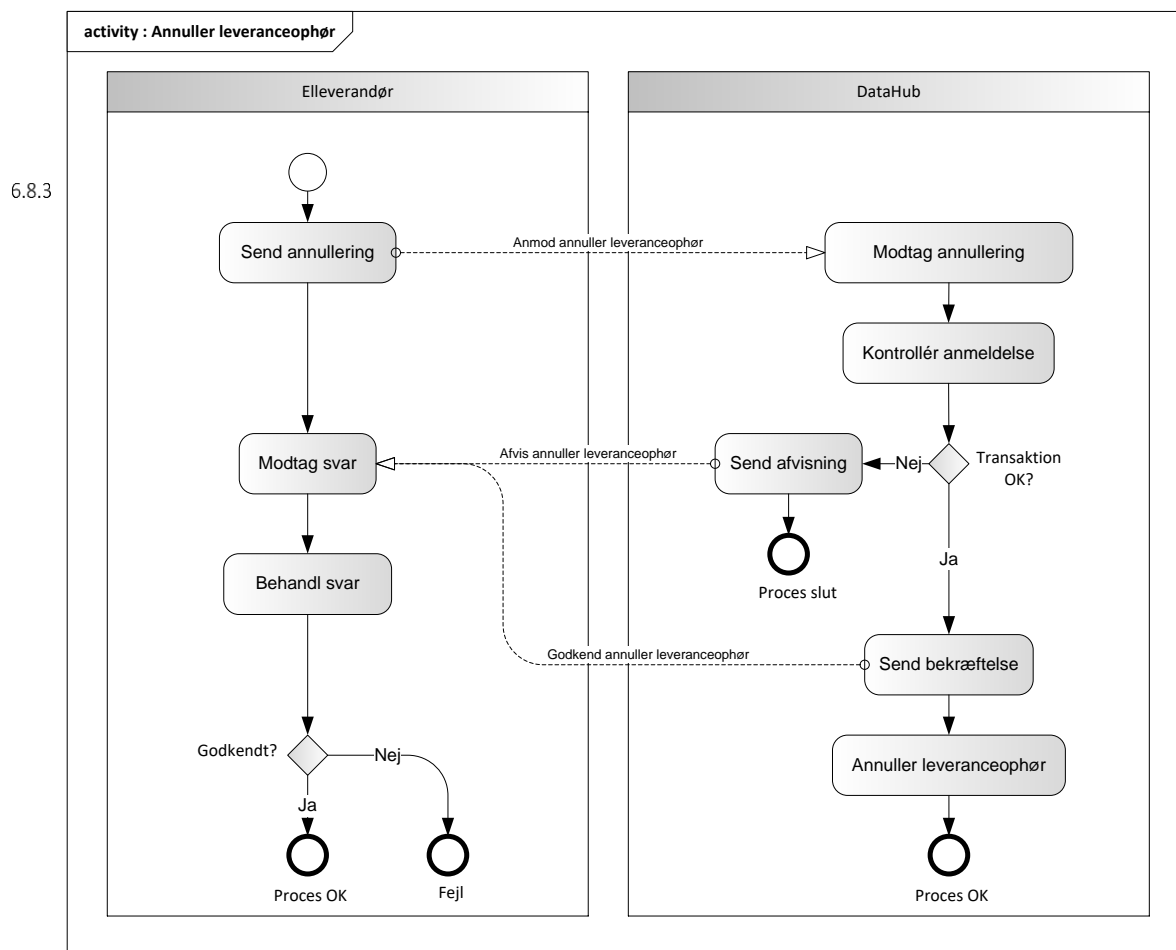 activity : Annuller leveranceophør
Elleverandør
DataHub
6.8.3
Send annullering
Anmod annuller leveranceophør
Modtag annullering
Kontrollér anmeldelse
Modtag svar
Afvis annuller leveranceophør
Send afvisning
Nej
Transaktion
OK?
Behandl svar
Ja
Proces slut
Godkend annuller leveranceophør
Send bekræftelse
Godkendt?
Nej
Annuller leveranceophør
Ja
Proces OK
Fejl
Proces OK